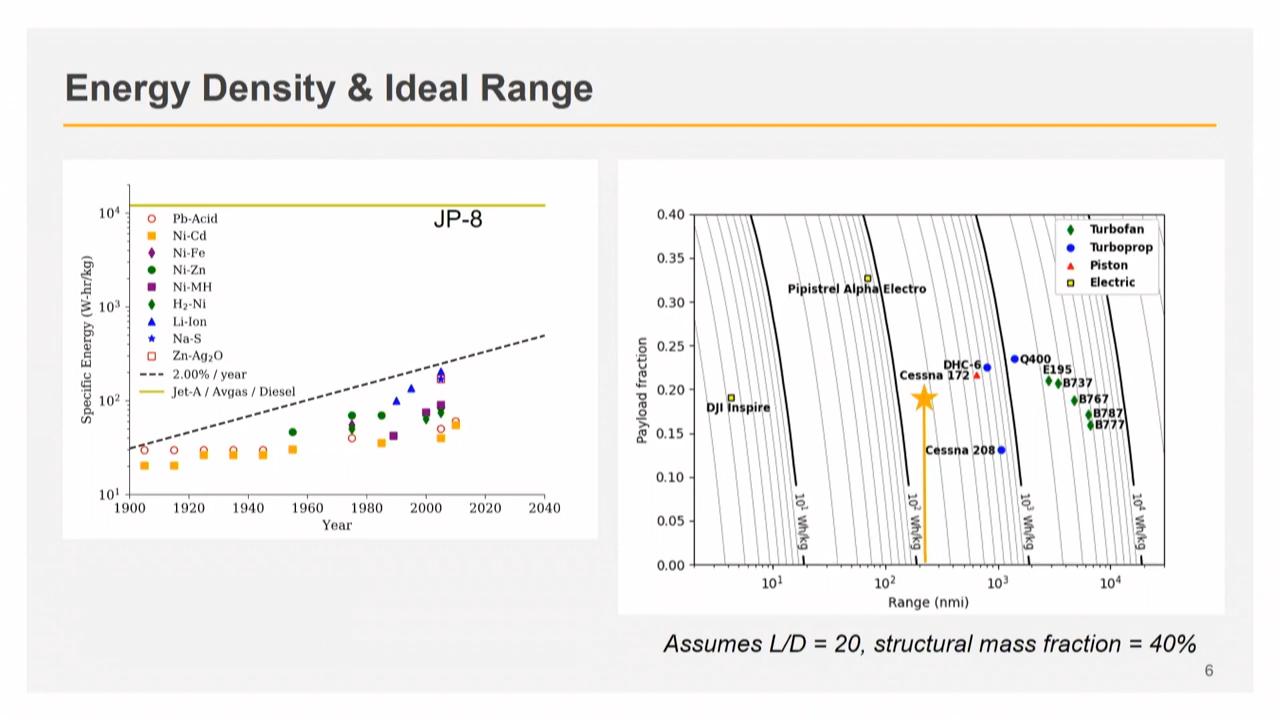 Energy Density & Ideal Range
JP-8
10⁴
10³
10²
10¹
Specific Energy (W-hr/kg)
Pb-Acid
Ni-Cd
Ni-Fe
Ni-Zn
Ni-MH
H₂-Ni
Li-Ion
Na-S
Zn-Ag₂O
2.00% / year
Jet-A / Avgas / Diesel
1900 1920 1940 1960 1980 2000 2020 2040
Year
0.40
0.35
0.30
0.25
0.20
0.15
0.10
0.05
0.00
Payload fraction
Turbofan
Turboprop
Piston
Electric
Pipistrel Alpha Electro
DJI Inspire
DHC-6
Cessna 172
Q400
E195
B737
B767
B787
B777
Cessna 208
10¹ Wh/kg
10² Wh/kg
10³ Wh/kg
10⁴ Wh/kg
10¹ 10² 10³ 10⁴
Range (nmi)
Assumes L/D = 20, structural mass fraction = 40%
6